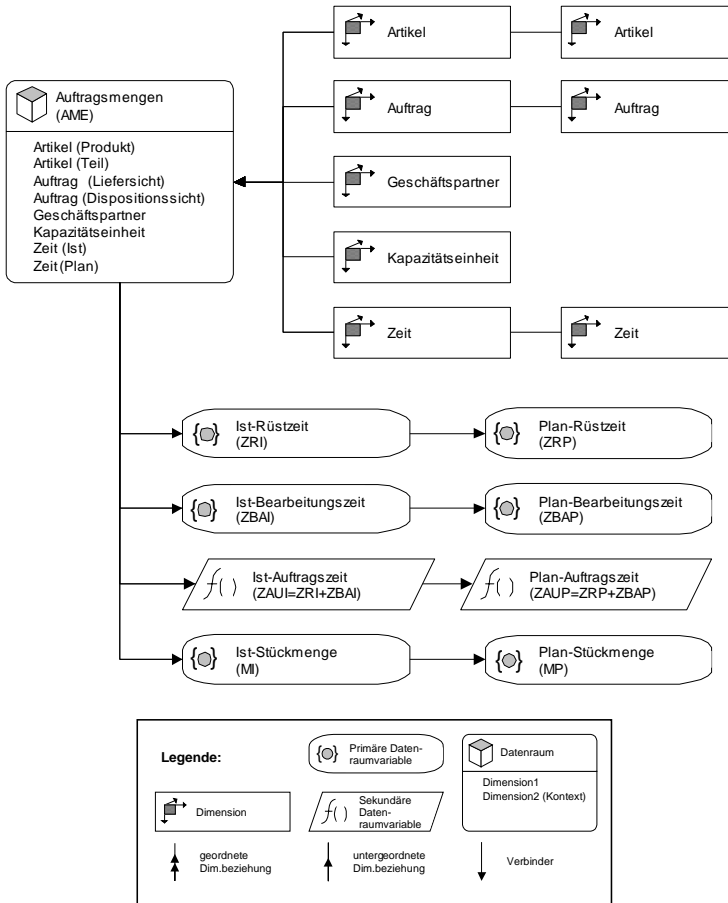 Artikel
Artikel
Auftragsmengen
(AME)
Artikel (Produkt)
Artikel (Teil)
Auftrag (Liefersicht)
Auftrag (Dispositionssicht)
Geschäftspartner
Kapazitätseinheit
Zeit (Ist)
Zeit (Plan)
Auftrag
Auftrag
Geschäftspartner
Kapazitätseinheit
Zeit
Zeit
{ } Ist-Rüstzeit
(ZRI)
{ } Plan-Rüstzeit
(ZRP)
{ } Ist-Bearbeitungszeit
(ZBAI)
{ } Plan-Bearbeitungszeit
(ZBAP)
f( ) Ist-Auftragszeit
(ZAUI=ZRI+ZBAI)
f( ) Plan-Auftragszeit
(ZAUP=ZRP+ZBAP)
{ } Ist-Stückmenge
(MI)
{ } Plan-Stückmenge
(MP)
Legende:
{ } Primäre Daten-
raumvariable
Datenraum
Dimension1
Dimension2 (Kontext)
Dimension
f( ) Sekundäre
Daten-
raumvariable
geordnete
Dim.beziehung
untergeordnete
Dim.beziehung
Verbinder